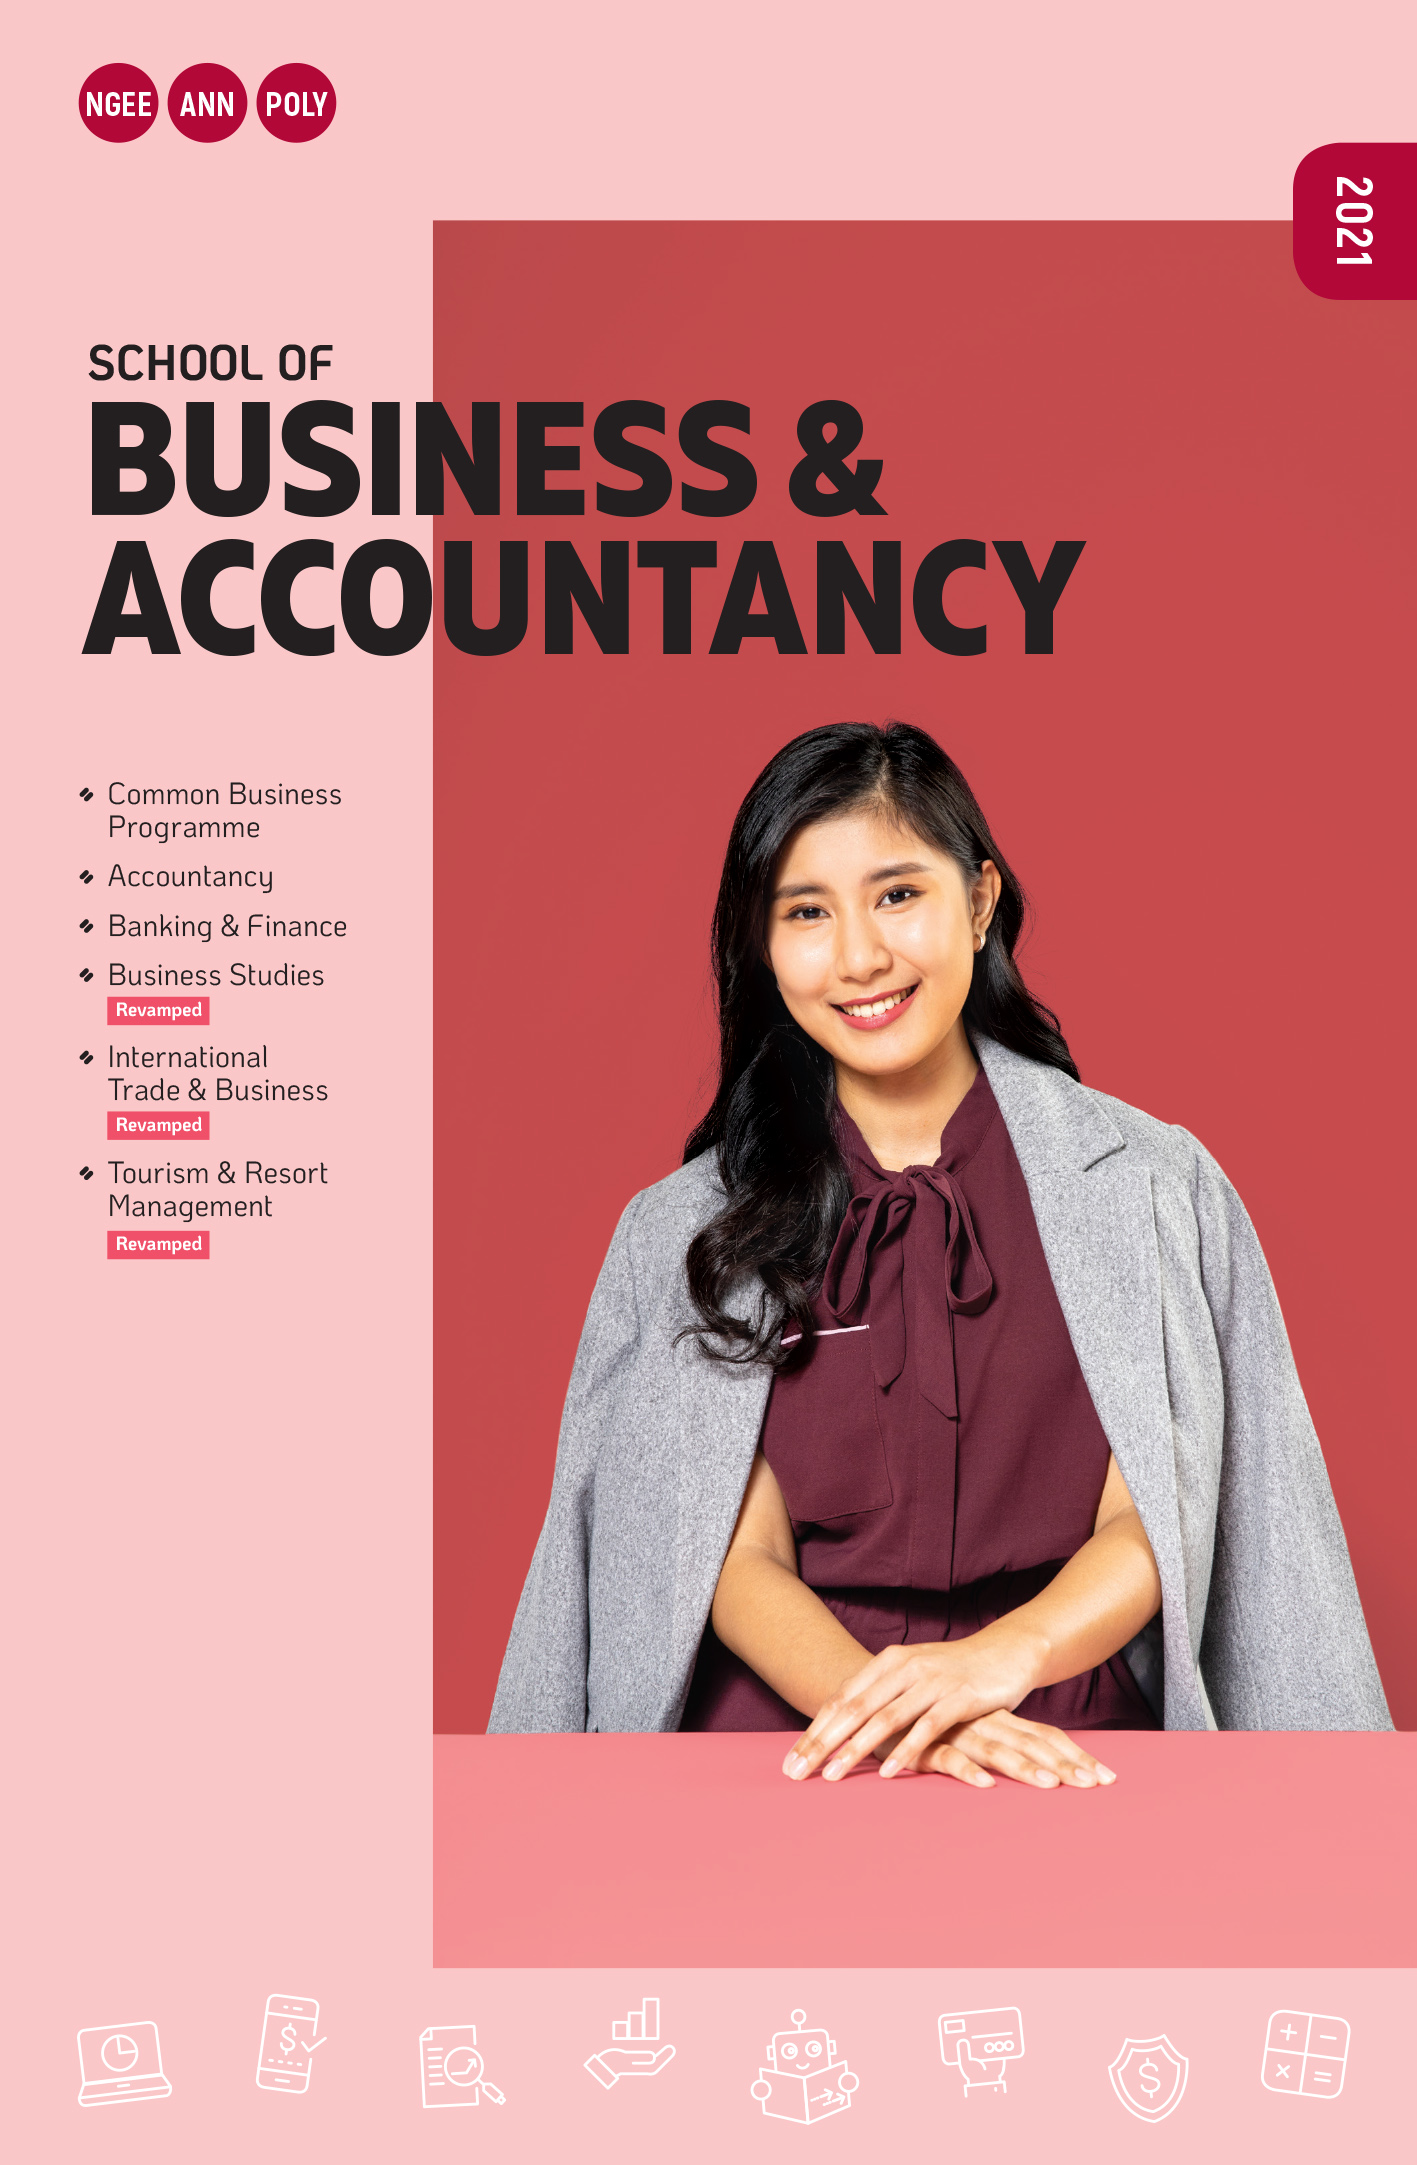 NGEE ANN POLY
2021
SCHOOL OF
BUSINESS &
ACCOUNTANCY
Common Business
Programme
Accountancy
Banking & Finance
Business Studies
Revamped
International
Trade & Business
Revamped
Tourism & Resort
Management
Revamped